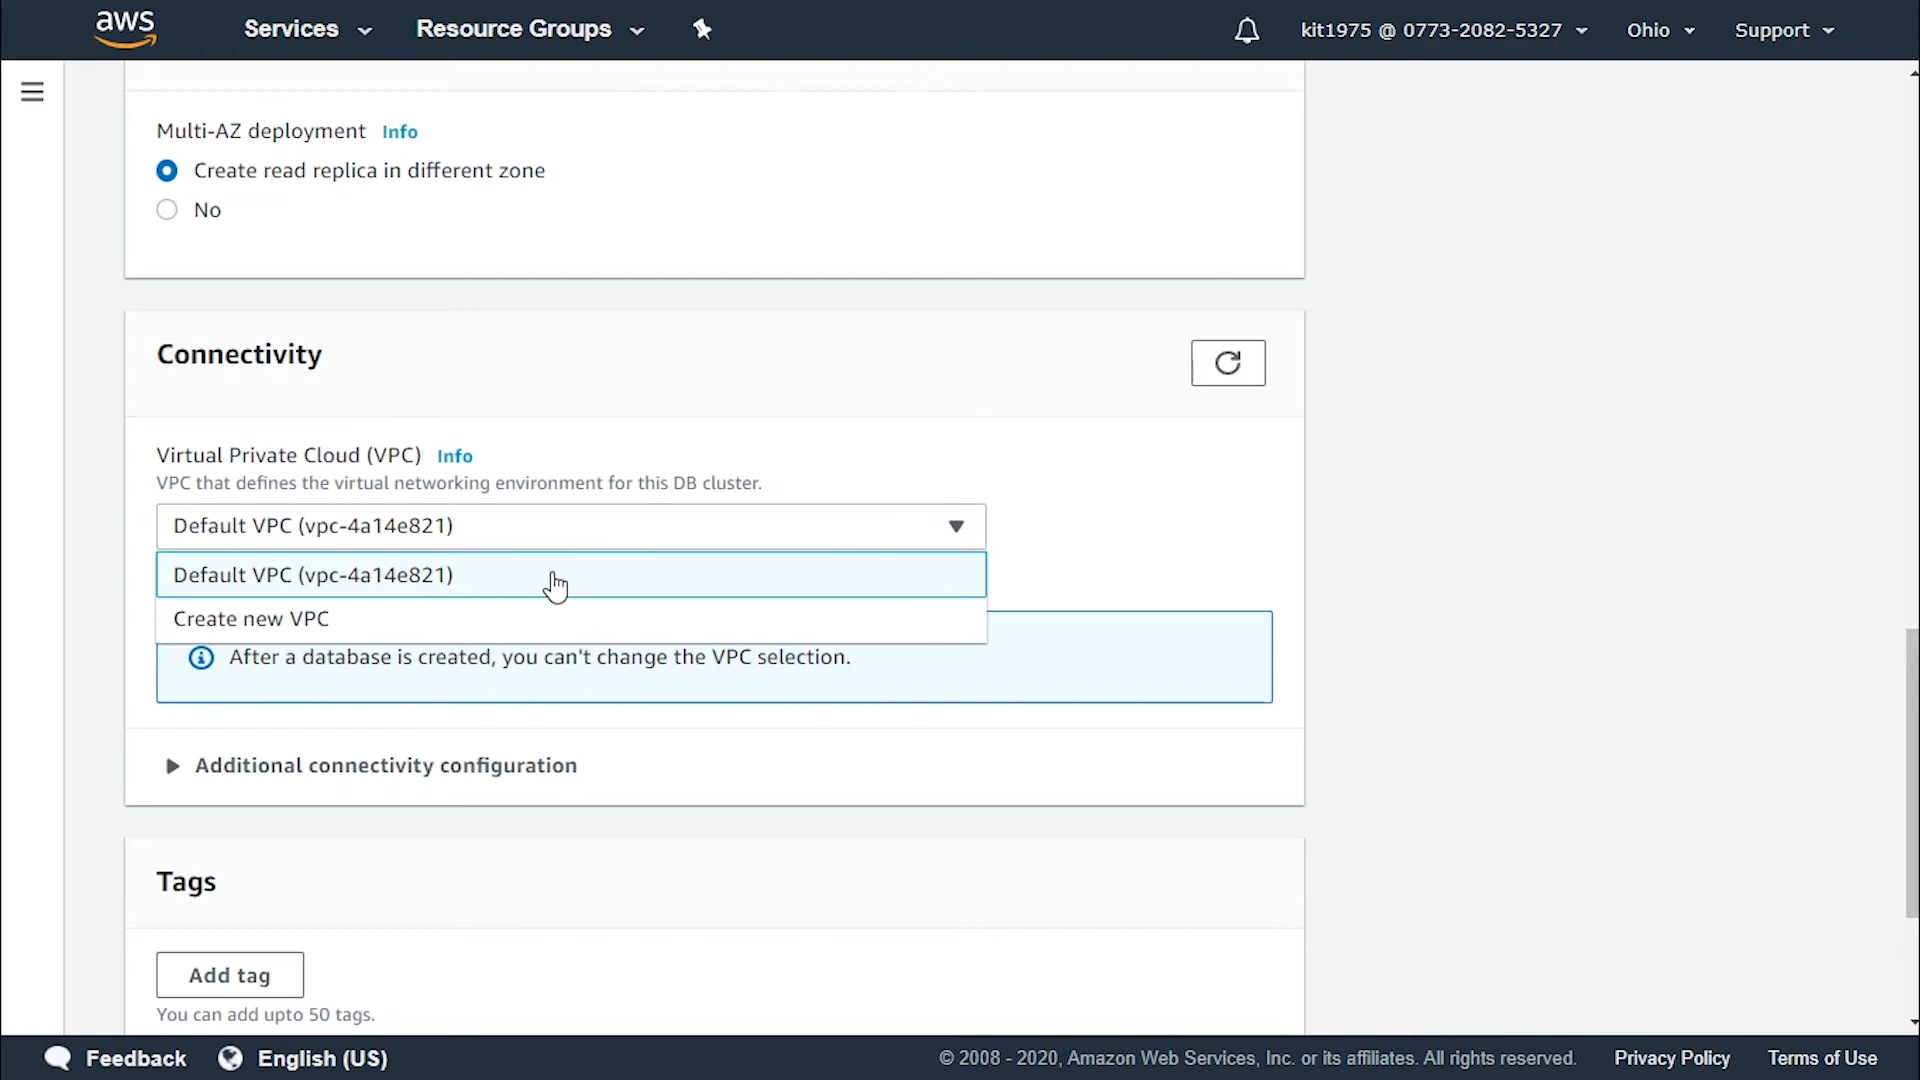 aws
Services
Resource Groups
kit1975 @ 0773-2082-5327
Ohio
Support
Multi-AZ deployment Info
Create read replica in different zone
No
Connectivity
Virtual Private Cloud (VPC) Info
VPC that defines the virtual networking environment for this DB cluster.
Default VPC (vpc-4a14e821)
Default VPC (vpc-4a14e821)
Create new VPC
After a database is created, you can't change the VPC selection.
Additional connectivity configuration
Tags
Add tag
You can add upto 50 tags.
Feedback
English (US)
© 2008 - 2020, Amazon Web Services, Inc. or its affiliates. All rights reserved.
Privacy Policy
Terms of Use